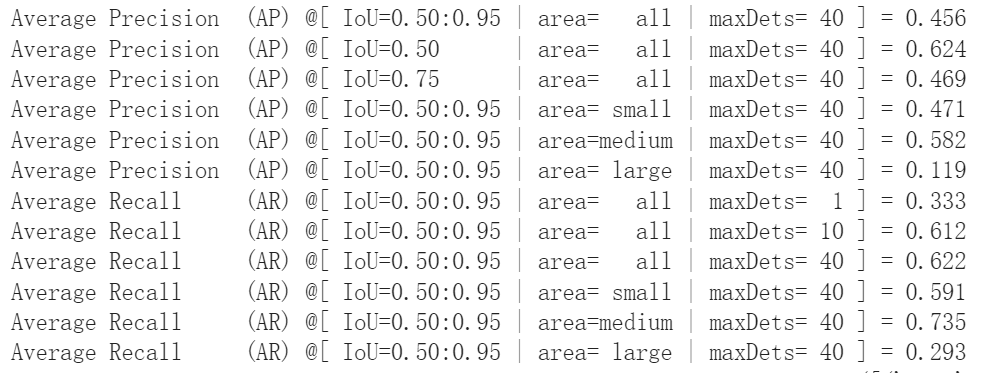 Average Precision  (AP) @[ IoU=0.50:0.95 | area=   all | maxDets= 40 ] = 0.456
Average Precision  (AP) @[ IoU=0.50      | area=   all | maxDets= 40 ] = 0.624
Average Precision  (AP) @[ IoU=0.75      | area=   all | maxDets= 40 ] = 0.469
Average Precision  (AP) @[ IoU=0.50:0.95 | area= small | maxDets= 40 ] = 0.471
Average Precision  (AP) @[ IoU=0.50:0.95 | area=medium | maxDets= 40 ] = 0.582
Average Precision  (AP) @[ IoU=0.50:0.95 | area= large | maxDets= 40 ] = 0.119
Average Recall     (AR) @[ IoU=0.50:0.95 | area=   all | maxDets=  1 ] = 0.333
Average Recall     (AR) @[ IoU=0.50:0.95 | area=   all | maxDets= 10 ] = 0.612
Average Recall     (AR) @[ IoU=0.50:0.95 | area=   all | maxDets= 40 ] = 0.622
Average Recall     (AR) @[ IoU=0.50:0.95 | area= small | maxDets= 40 ] = 0.591
Average Recall     (AR) @[ IoU=0.50:0.95 | area=medium | maxDets= 40 ] = 0.735
Average Recall     (AR) @[ IoU=0.50:0.95 | area= large | maxDets= 40 ] = 0.293